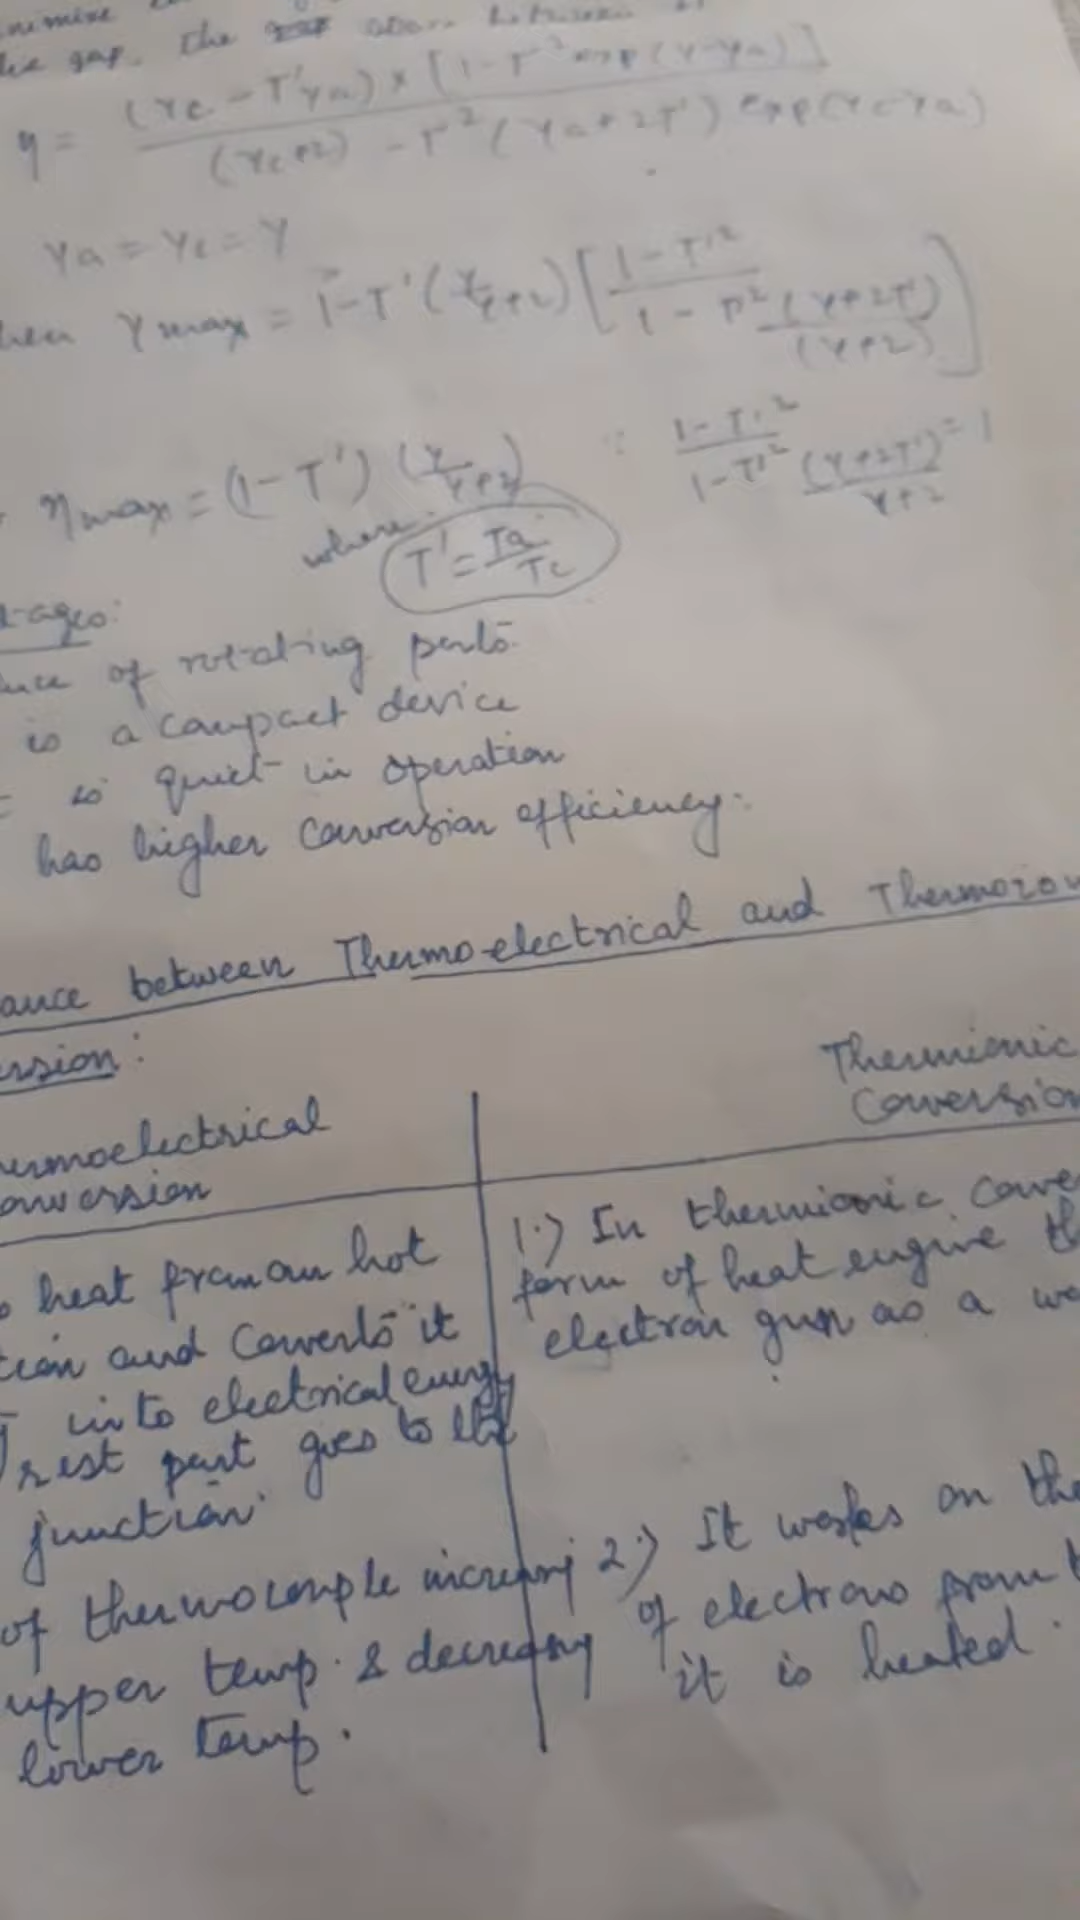 the gap. The above between
η = (Yc - T'Ya) × [1 - T'² exp(Y-Ya)] / (Yc+2) - T'² (Ya+2T') exp(Yc-Ya)
Ya = Yc = Y
Ymax = 1-T' (Y/Y+2) [1-T'² / 1-T'² (Y+2T')/(Y+2)]
ηmax = (1-T') (Y/Y+2) ∵ 1-T'² / 1-T'² (Y+2T')/Y+2 = 1
where T' = Ta/Tc
of rotating parts
is a compact device
is quiet in operation
has higher conversion efficiency.
between Thermo-electrical and
Thermionic
Conversion
1.) In thermionic
form of heat engine
electron gun as a
heat from an hot
and Converts it
into electrical energy
rest part goes to the
junction.
of thermocouple increasing
upper temp. & decreasing
lower temp.
2.) It works on the
of electrons from
it is heated.